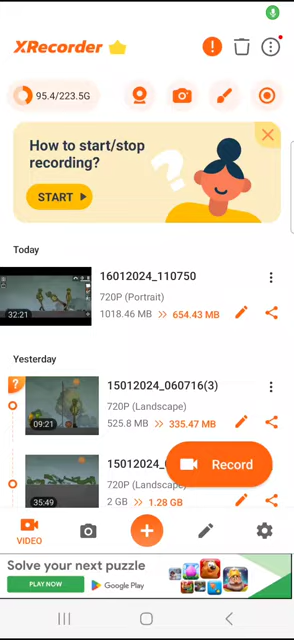 XRecorder
95.4/223.5G
How to start/stop
recording?
START
Today
16012024_110750
720P (Portrait)
1018.46 MB >> 654.43 MB
32:21
Yesterday
15012024_060716(3)
720P (Landscape)
525.8 MB >> 335.47 MB
09:21
15012024_
720P (Landscape)
2 GB >> 1.28 GB
35:49
Record
VIDEO
Solve your next puzzle
PLAY NOW
Google Play